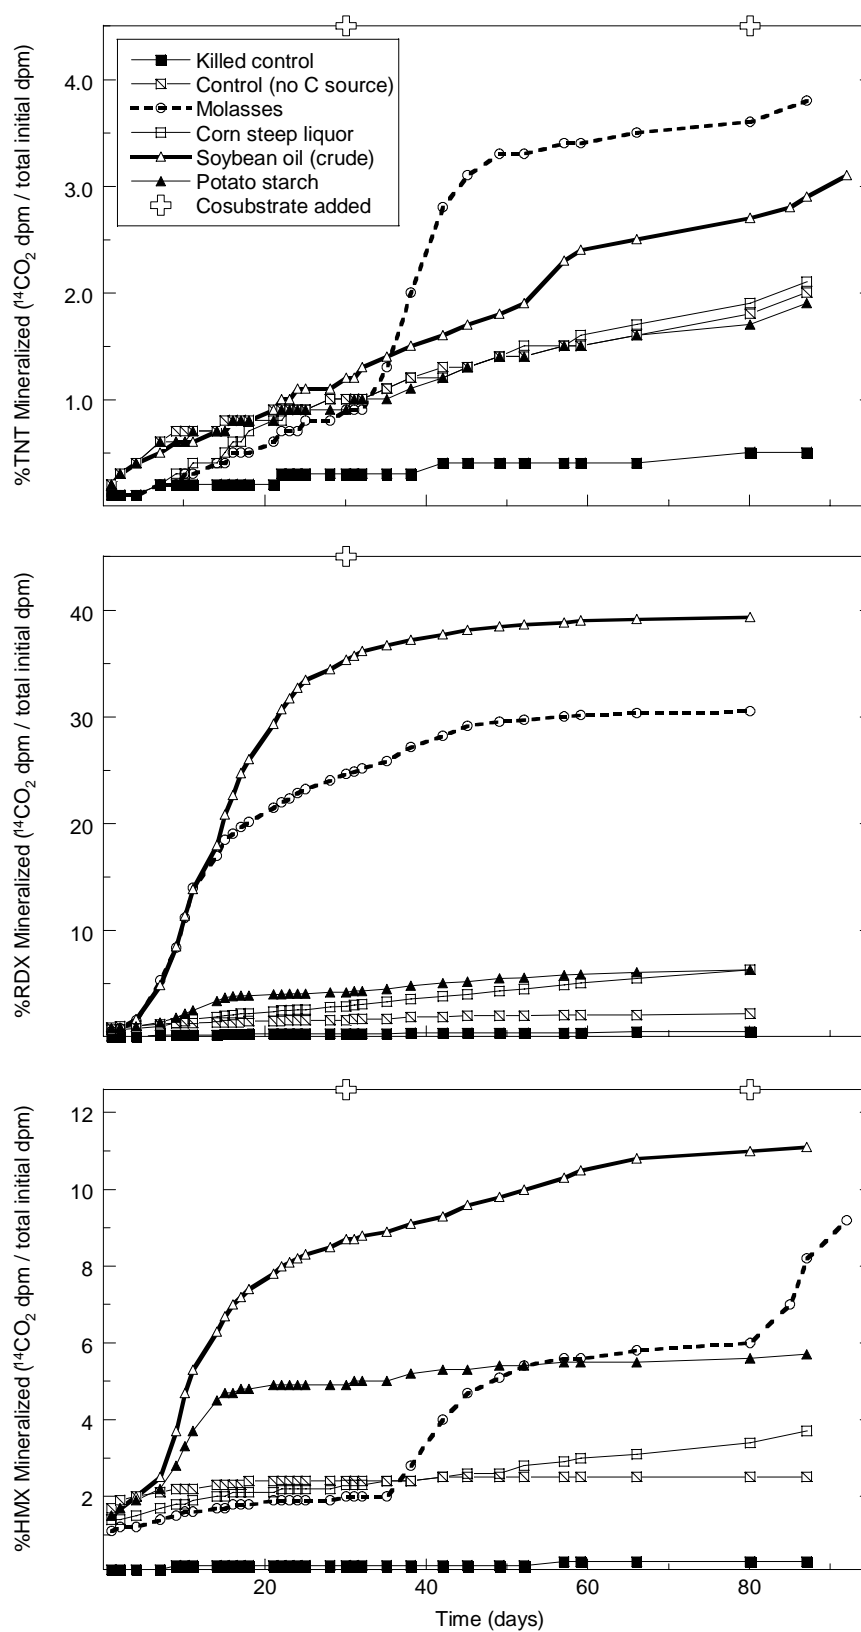 %TNT Mineralized (¹⁴CO₂ dpm / total initial dpm)
4.0
3.0
2.0
1.0
Killed control
Control (no C source)
Molasses
Corn steep liquor
Soybean oil (crude)
Potato starch
Cosubstrate added
%RDX Mineralized (¹⁴CO₂ dpm / total initial dpm)
40
30
20
10
%HMX Mineralized (¹⁴CO₂ dpm / total initial dpm)
12
10
8
6
4
2
20 40 60 80
Time (days)